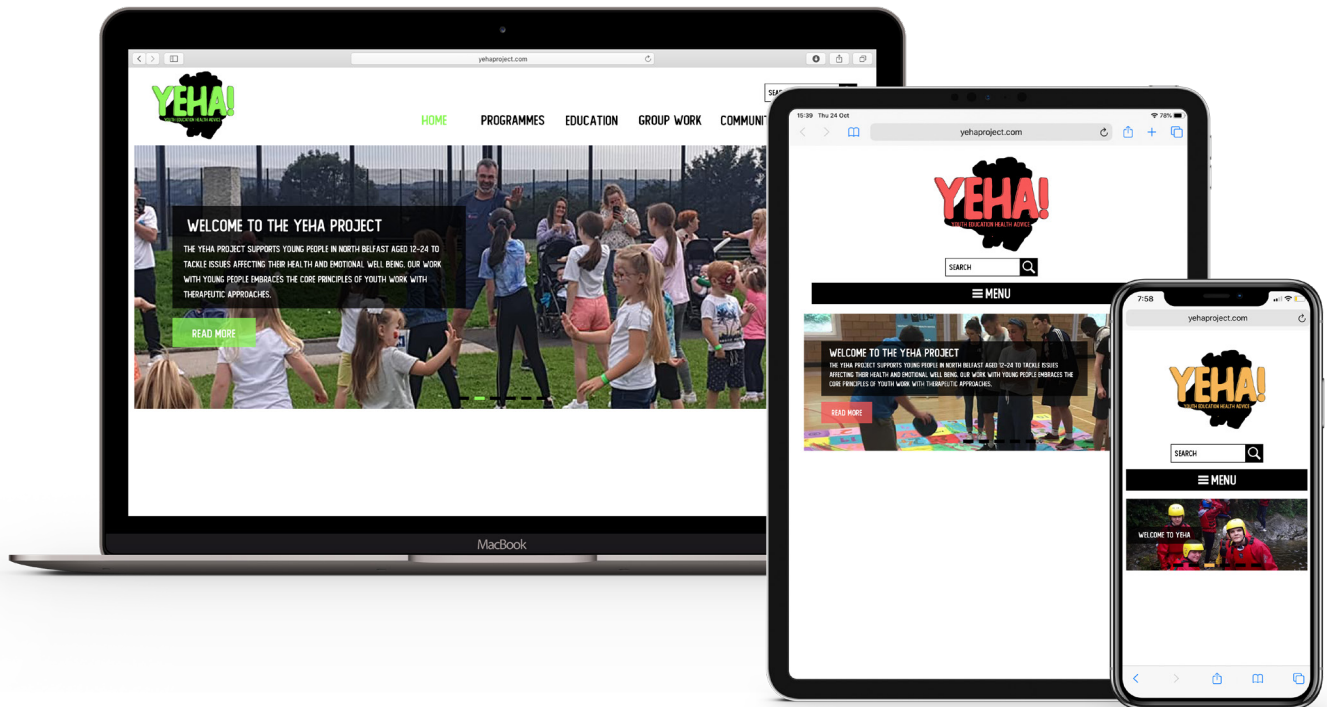 yehaproject.com
YEHA!
YOUTH EDUCATION HEALTH ADVICE
HOME PROGRAMMES EDUCATION GROUP WORK
WELCOME TO THE YEHA PROJECT
THE YEHA PROJECT SUPPORTS YOUNG PEOPLE IN NORTH BELFAST AGED 12-24 TO
TACKLE ISSUES AFFECTING THEIR HEALTH AND EMOTIONAL WELL BEING. OUR WORK
WITH YOUNG PEOPLE EMBRACES THE CORE PRINCIPLES OF YOUTH WORK WITH
THERAPEUTIC APPROACHES.
READ MORE
MacBook
15:39 Thu 24 Oct 78%
yehaproject.com
YEHA!
YOUTH EDUCATION HEALTH ADVICE
SEARCH
MENU
WELCOME TO THE YEHA PROJECT
THE YEHA PROJECT SUPPORTS YOUNG PEOPLE IN NORTH BELFAST AGED 12-24 TO TACKLE ISSUES
AFFECTING THEIR HEALTH AND EMOTIONAL WELL BEING. OUR WORK WITH YOUNG PEOPLE EMBRACES THE
CORE PRINCIPLES OF YOUTH WORK WITH THERAPEUTIC APPROACHES.
READ MORE
7:58
yehaproject.com
YEHA!
YOUTH EDUCATION HEALTH ADVICE
SEARCH
MENU
WELCOME TO YEHA